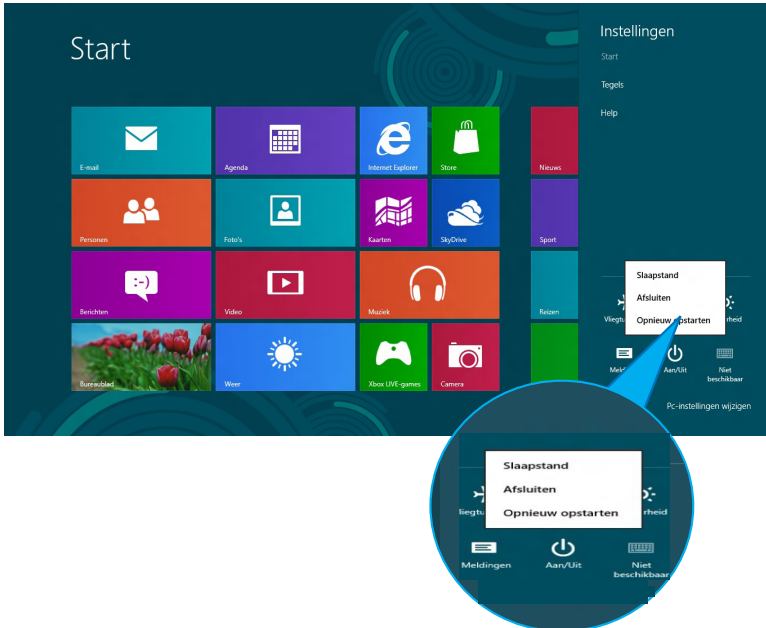 Start
Instellingen
Start
Tegels
Help
E-mail
Agenda
Internet Explorer
Store
Nieuws
Personen
Foto's
Kaarten
SkyDrive
Sport
Berichten
Video
Muziek
Reizen
Bureaublad
Weer
Xbox LIVE-games
Camera
Slaapstand
Afsluiten
Opnieuw opstarten
Aan/Uit
Niet
beschikbaar
Pc-instellingen wijzigen
Slaapstand
Afsluiten
Opnieuw opstarten
Meldingen
Aan/Uit
Niet
beschikbaar